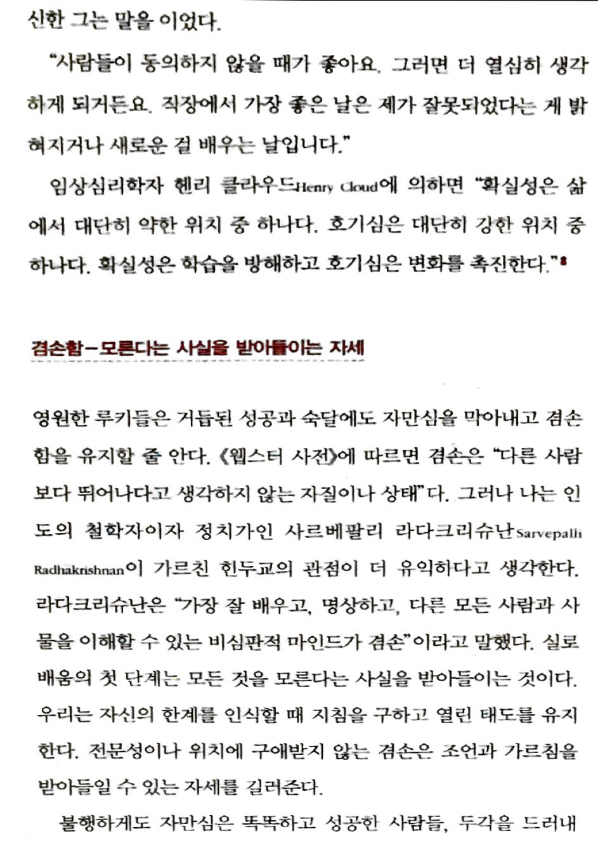 신한 그는 말을 이었다.
“사람들이 동의하지 않을 때가 좋아요. 그러면 더 열심히 생각
하게 되거든요. 직장에서 가장 좋은 날은 제가 잘못되었다는 게 밝
혀지거나 새로운 걸 배우는 날입니다.”
임상심리학자 헨리 클라우드Henry Cloud에 의하면 “확실성은 삶
에서 대단히 약한 위치 중 하나다. 호기심은 대단히 강한 위치 중
하나다. 확실성은 학습을 방해하고 호기심은 변화를 촉진한다.”8
겸손함-모른다는 사실을 받아들이는 자세
영원한 루키들은 거듭된 성공과 숙달에도 자만심을 막아내고 겸손
함을 유지할 줄 안다. 《웹스터 사전》에 따르면 겸손은 “다른 사람
보다 뛰어나다고 생각하지 않는 자질이나 상태”다. 그러나 나는 인
도의 철학자이자 정치가인 사르베팔리 라다크리슈난Sarvepalli
Radhakrishnan이 가르친 힌두교의 관점이 더 유익하다고 생각한다.
라다크리슈난은 “가장 잘 배우고, 명상하고, 다른 모든 사람과 사
물을 이해할 수 있는 비심판적 마인드가 겸손”이라고 말했다. 실로
배움의 첫 단계는 모든 것을 모른다는 사실을 받아들이는 것이다.
우리는 자신의 한계를 인식할 때 지침을 구하고 열린 태도를 유지
한다. 전문성이나 위치에 구애받지 않는 겸손은 조언과 가르침을
받아들일 수 있는 자세를 길러준다.
불행하게도 자만심은 똑똑하고 성공한 사람들, 두각을 드러내